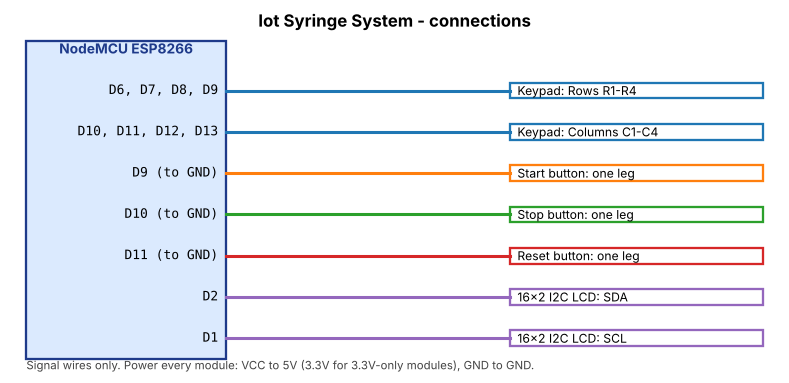 Iot Syringe System - connections
NodeMCU ESP8266
D6, D7, D8, D9 Keypad: Rows R1-R4
D10, D11, D12, D13 Keypad: Columns C1-C4
D9 (to GND) Start button: one leg
D10 (to GND) Stop button: one leg
D11 (to GND) Reset button: one leg
D2 16×2 I2C LCD: SDA
D1 16×2 I2C LCD: SCL
Signal wires only. Power every module: VCC to 5V (3.3V for 3.3V-only modules), GND to GND.